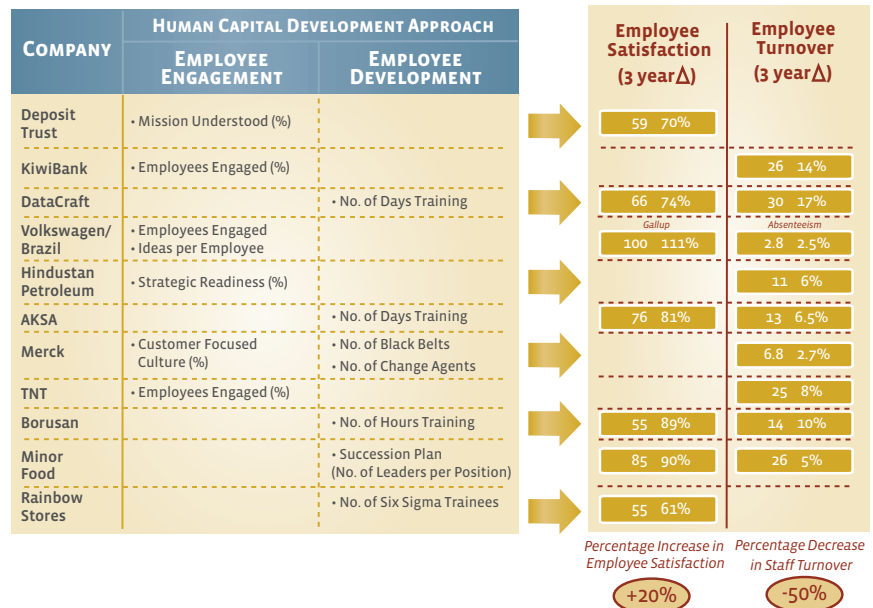 COMPANY
HUMAN CAPITAL DEVELOPMENT APPROACH
EMPLOYEE
ENGAGEMENT
EMPLOYEE
DEVELOPMENT
Employee
Satisfaction
(3 year Δ)
Employee
Turnover
(3 year Δ)
Deposit
Trust
• Mission Understood (%)
59 70%
KiwiBank
• Employees Engaged (%)
26 14%
DataCraft
• No. of Days Training
66 74%
30 17%
Volkswagen/
Brazil
• Employees Engaged
• Ideas per Employee
Gallup
100 111%
Absenteeism
2.8 2.5%
Hindustan
Petroleum
• Strategic Readiness (%)
11 6%
AKSA
• No. of Days Training
76 81%
13 6.5%
Merck
• Customer Focused
Culture (%)
• No. of Black Belts
• No. of Change Agents
6.8 2.7%
TNT
• Employees Engaged (%)
25 8%
Borusan
• No. of Hours Training
55 89%
14 10%
Minor
Food
• Succession Plan
(No. of Leaders per Position)
85 90%
26 5%
Rainbow
Stores
• No. of Six Sigma Trainees
55 61%
Percentage Increase in
Employee Satisfaction
+20%
Percentage Decrease
in Staff Turnover
-50%